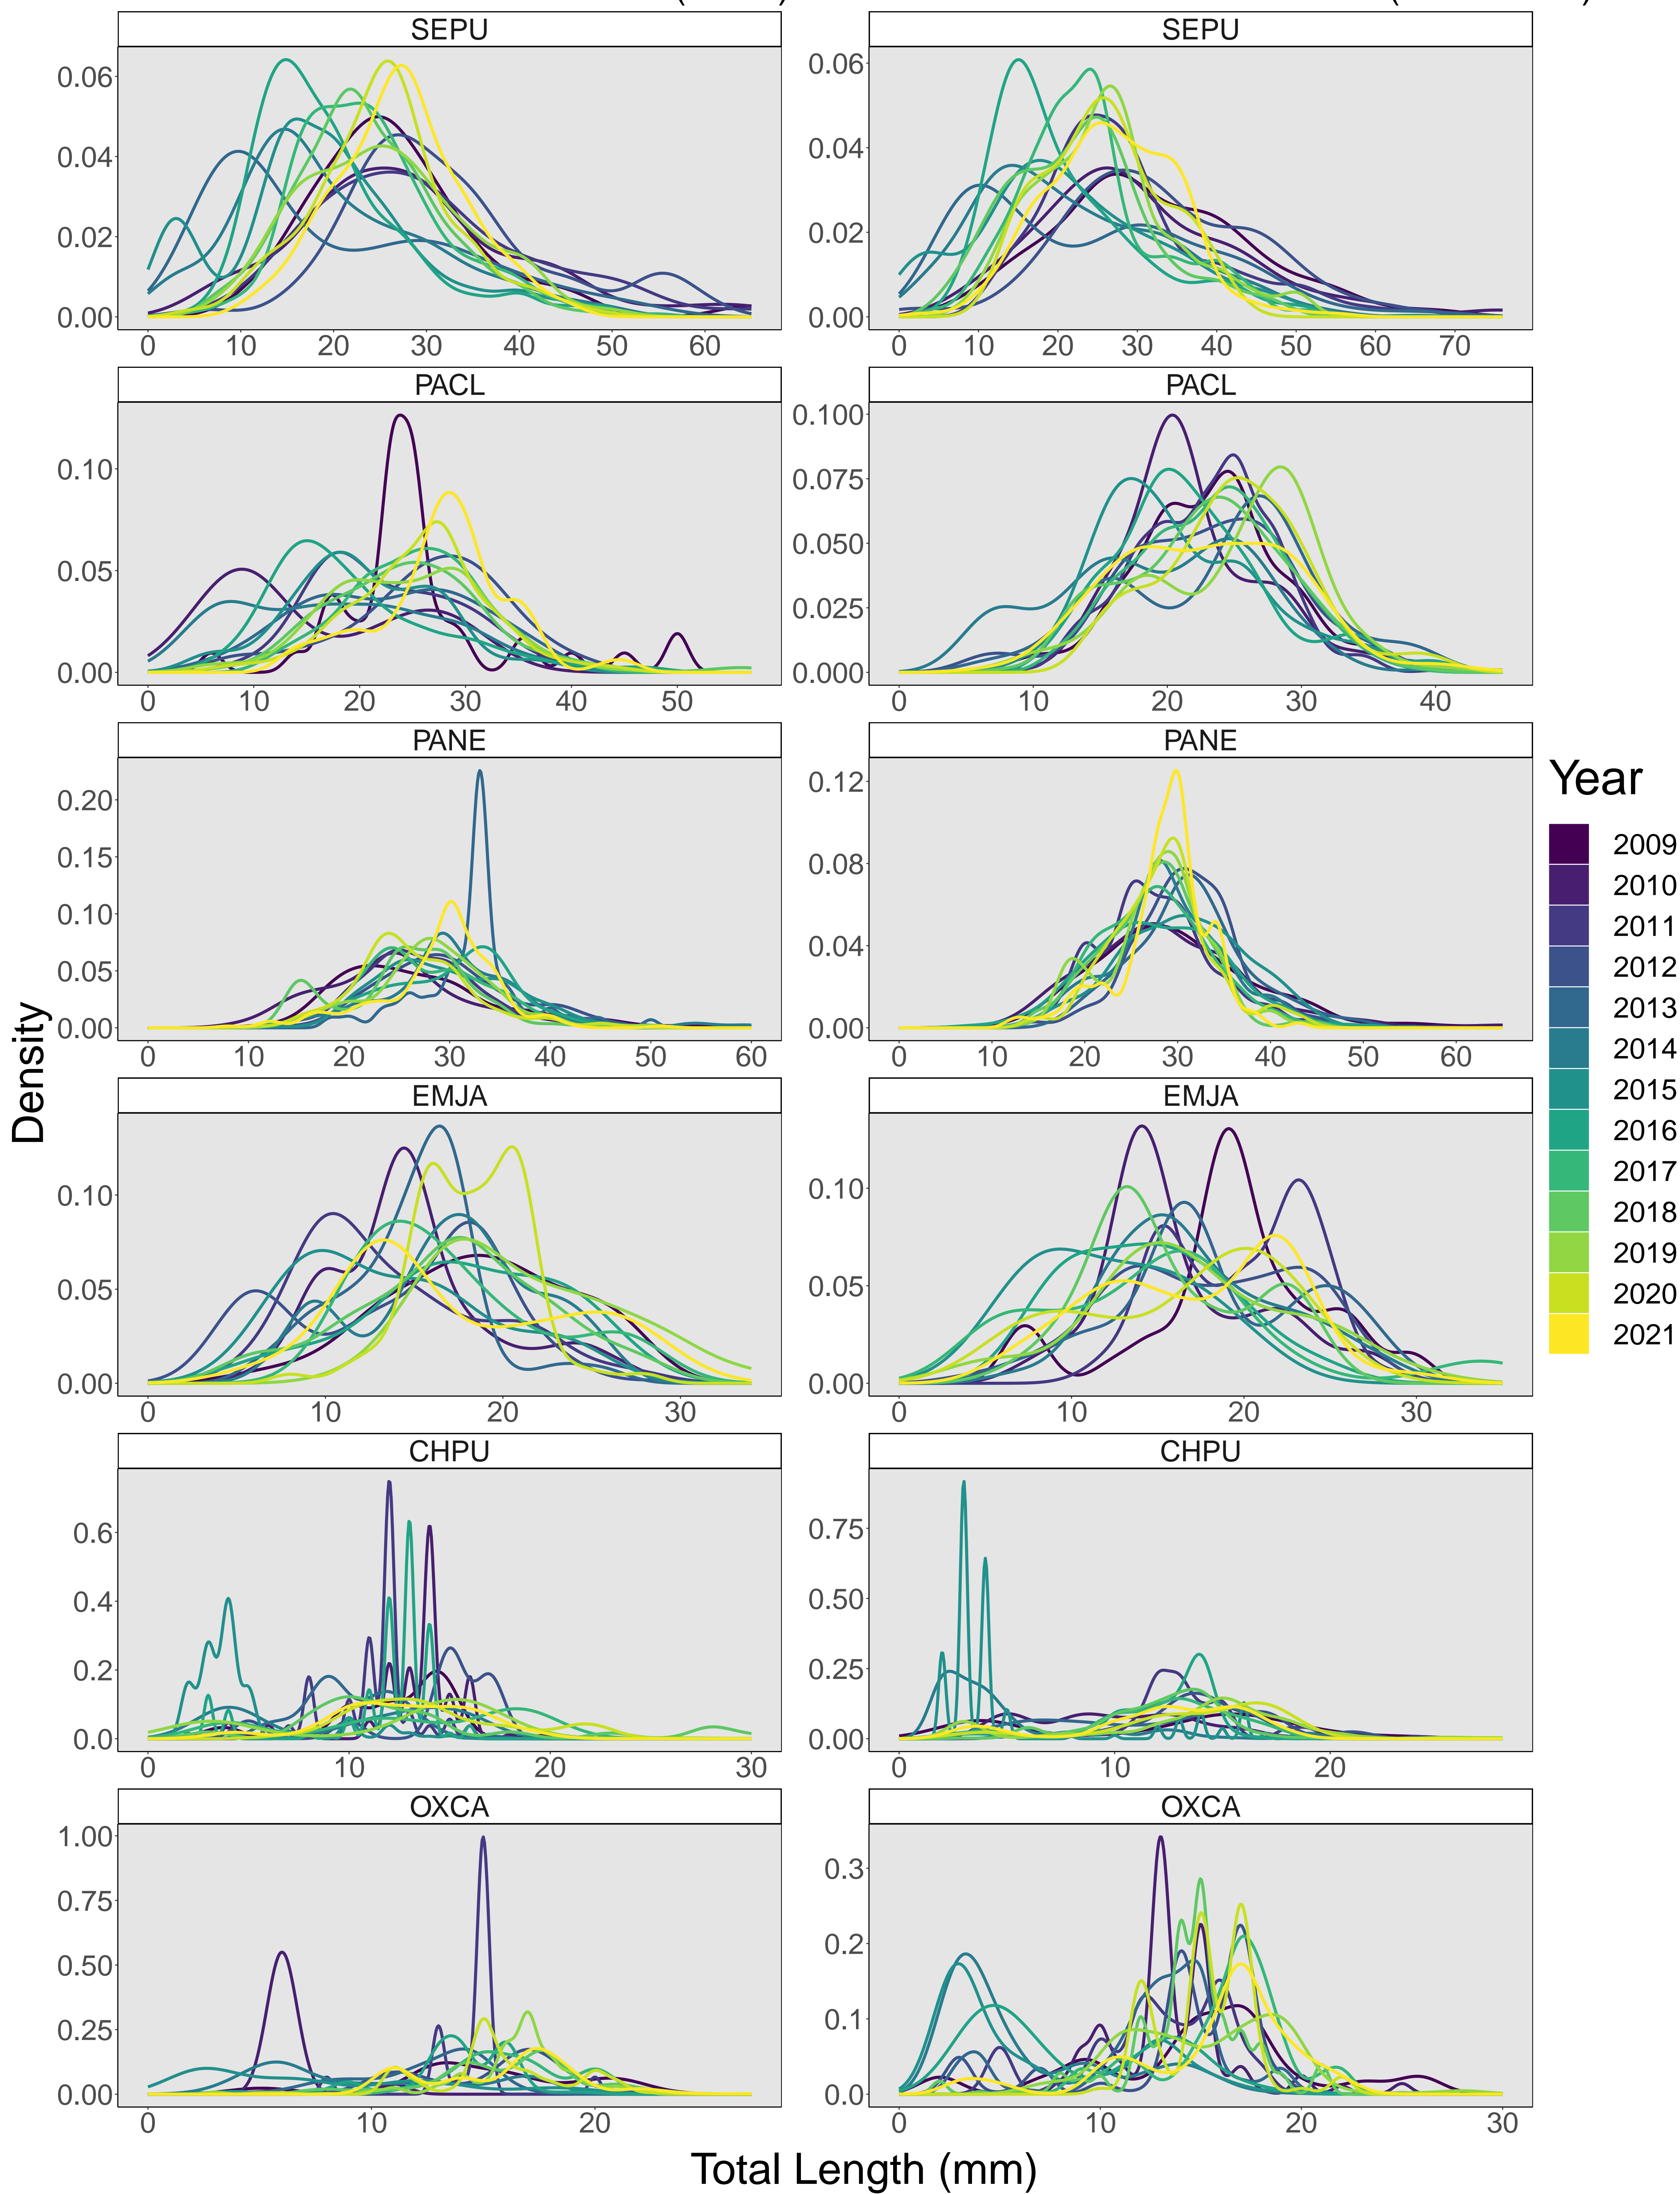 SEPU
0.06
0.04
0.02
0.00
0 10 20 30 40 50 60
SEPU
0.06
0.04
0.02
0.00
0 10 20 30 40 50 60 70
PACL
0.10
0.05
0.00
0 10 20 30 40 50
PACL
0.100
0.075
0.050
0.025
0.000
0 10 20 30 40
PANE
0.20
0.15
0.10
0.05
0.00
0 10 20 30 40 50 60
PANE
0.12
0.08
0.04
0.00
0 10 20 30 40 50 60
EMJA
0.10
0.05
0.00
0 10 20 30
EMJA
0.10
0.05
0.00
0 10 20 30
CHPU
0.6
0.4
0.2
0.0
0 10 20 30
CHPU
0.75
0.50
0.25
0.00
0 10 20
OXCA
1.00
0.75
0.50
0.25
0.00
0 10 20
OXCA
0.3
0.2
0.1
0.0
0 10 20 30
Density
Total Length (mm)
Year
2009
2010
2011
2012
2013
2014
2015
2016
2017
2018
2019
2020
2021